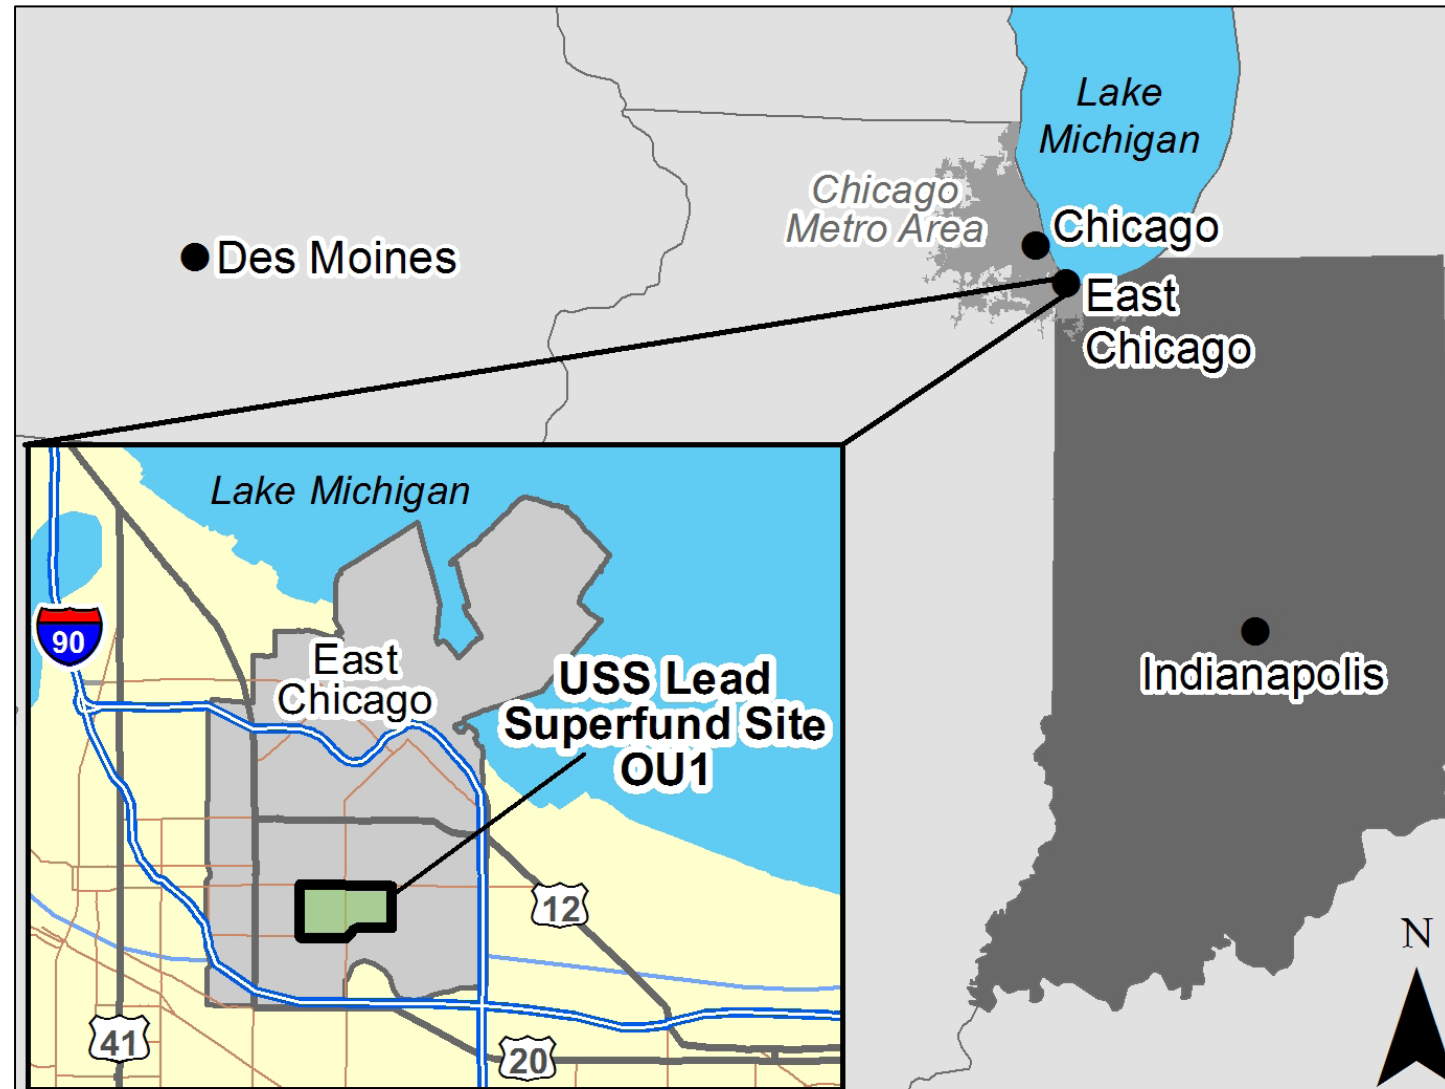 Lake
Michigan
Chicago
Metro Area
Chicago
Des Moines
East
Chicago
Lake Michigan
90
East
Chicago
USS Lead
Superfund Site
OU1
Indianapolis
12
N
41
20